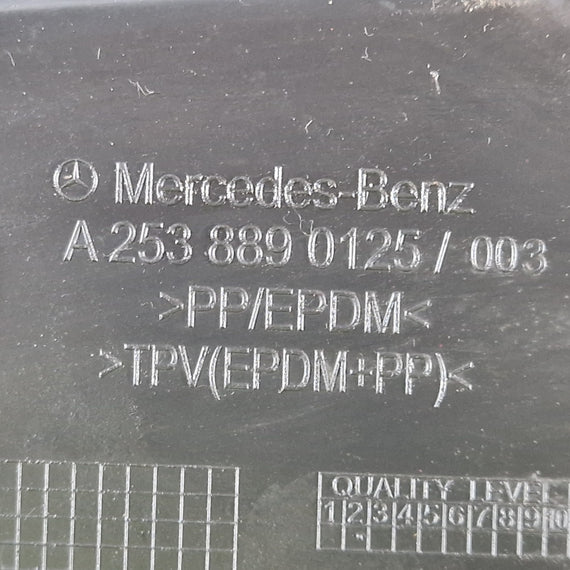 Mercedes-Benz
A 253 889 0125 / 003
>PP/EPDM<
>TPV(EPDM+PP)<
QUALITY LEVEL
1 2 3 4 5 6 7 8 9 10